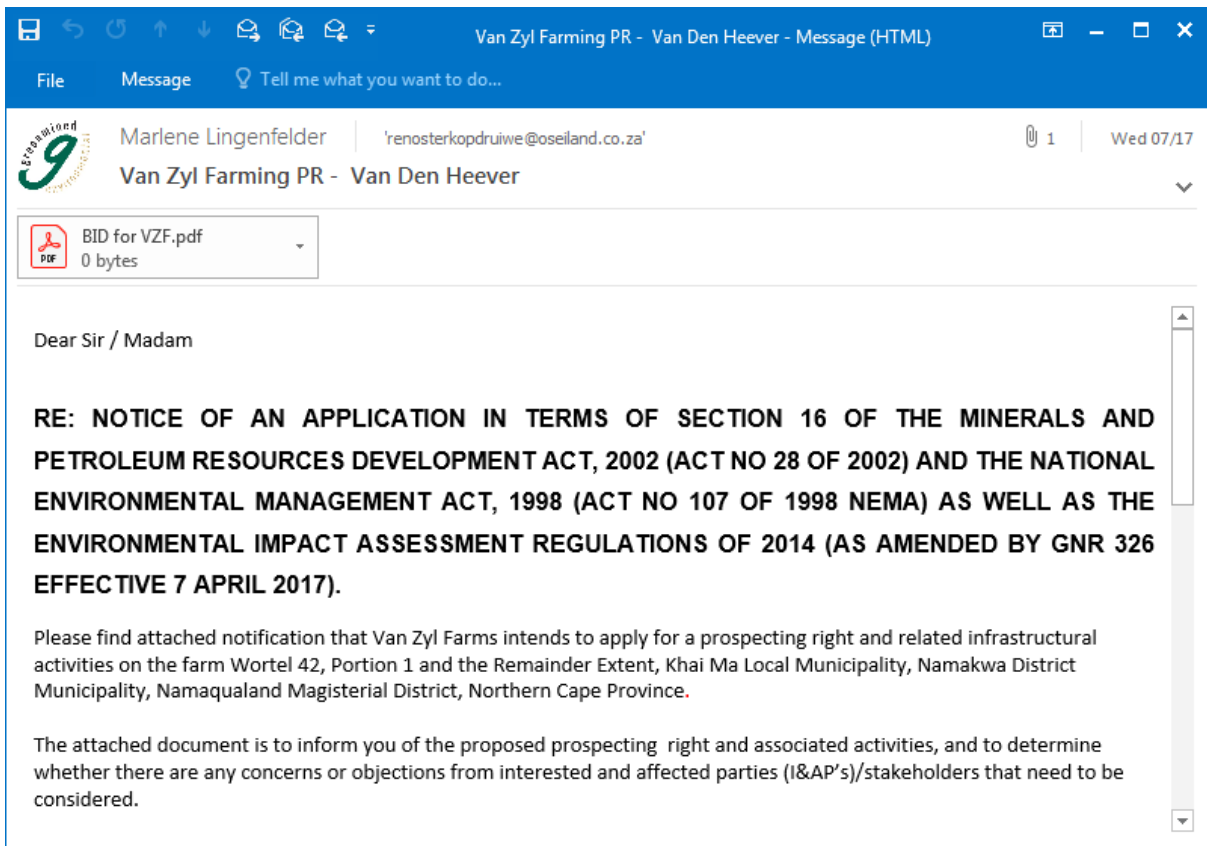 Van Zyl Farming PR -  Van Den Heever - Message (HTML)
File Message Tell me what you want to do...
greenmined
Marlene Lingenfelder 'renosterkopdruiwe@oseiland.co.za' 1 Wed 07/17
Van Zyl Farming PR -  Van Den Heever
BID for VZF.pdf
PDF
0 bytes
Dear Sir / Madam
RE: NOTICE OF AN APPLICATION IN TERMS OF SECTION 16 OF THE MINERALS AND
PETROLEUM RESOURCES DEVELOPMENT ACT, 2002 (ACT NO 28 OF 2002) AND THE NATIONAL
ENVIRONMENTAL MANAGEMENT ACT, 1998 (ACT NO 107 OF 1998 NEMA) AS WELL AS THE
ENVIRONMENTAL IMPACT ASSESSMENT REGULATIONS OF 2014 (AS AMENDED BY GNR 326
EFFECTIVE 7 APRIL 2017).
Please find attached notification that Van Zyl Farms intends to apply for a prospecting right and related infrastructural
activities on the farm Wortel 42, Portion 1 and the Remainder Extent, Khai Ma Local Municipality, Namakwa District
Municipality, Namaqualand Magisterial District, Northern Cape Province.
The attached document is to inform you of the proposed prospecting  right and associated activities, and to determine
whether there are any concerns or objections from interested and affected parties (I&AP's)/stakeholders that need to be
considered.